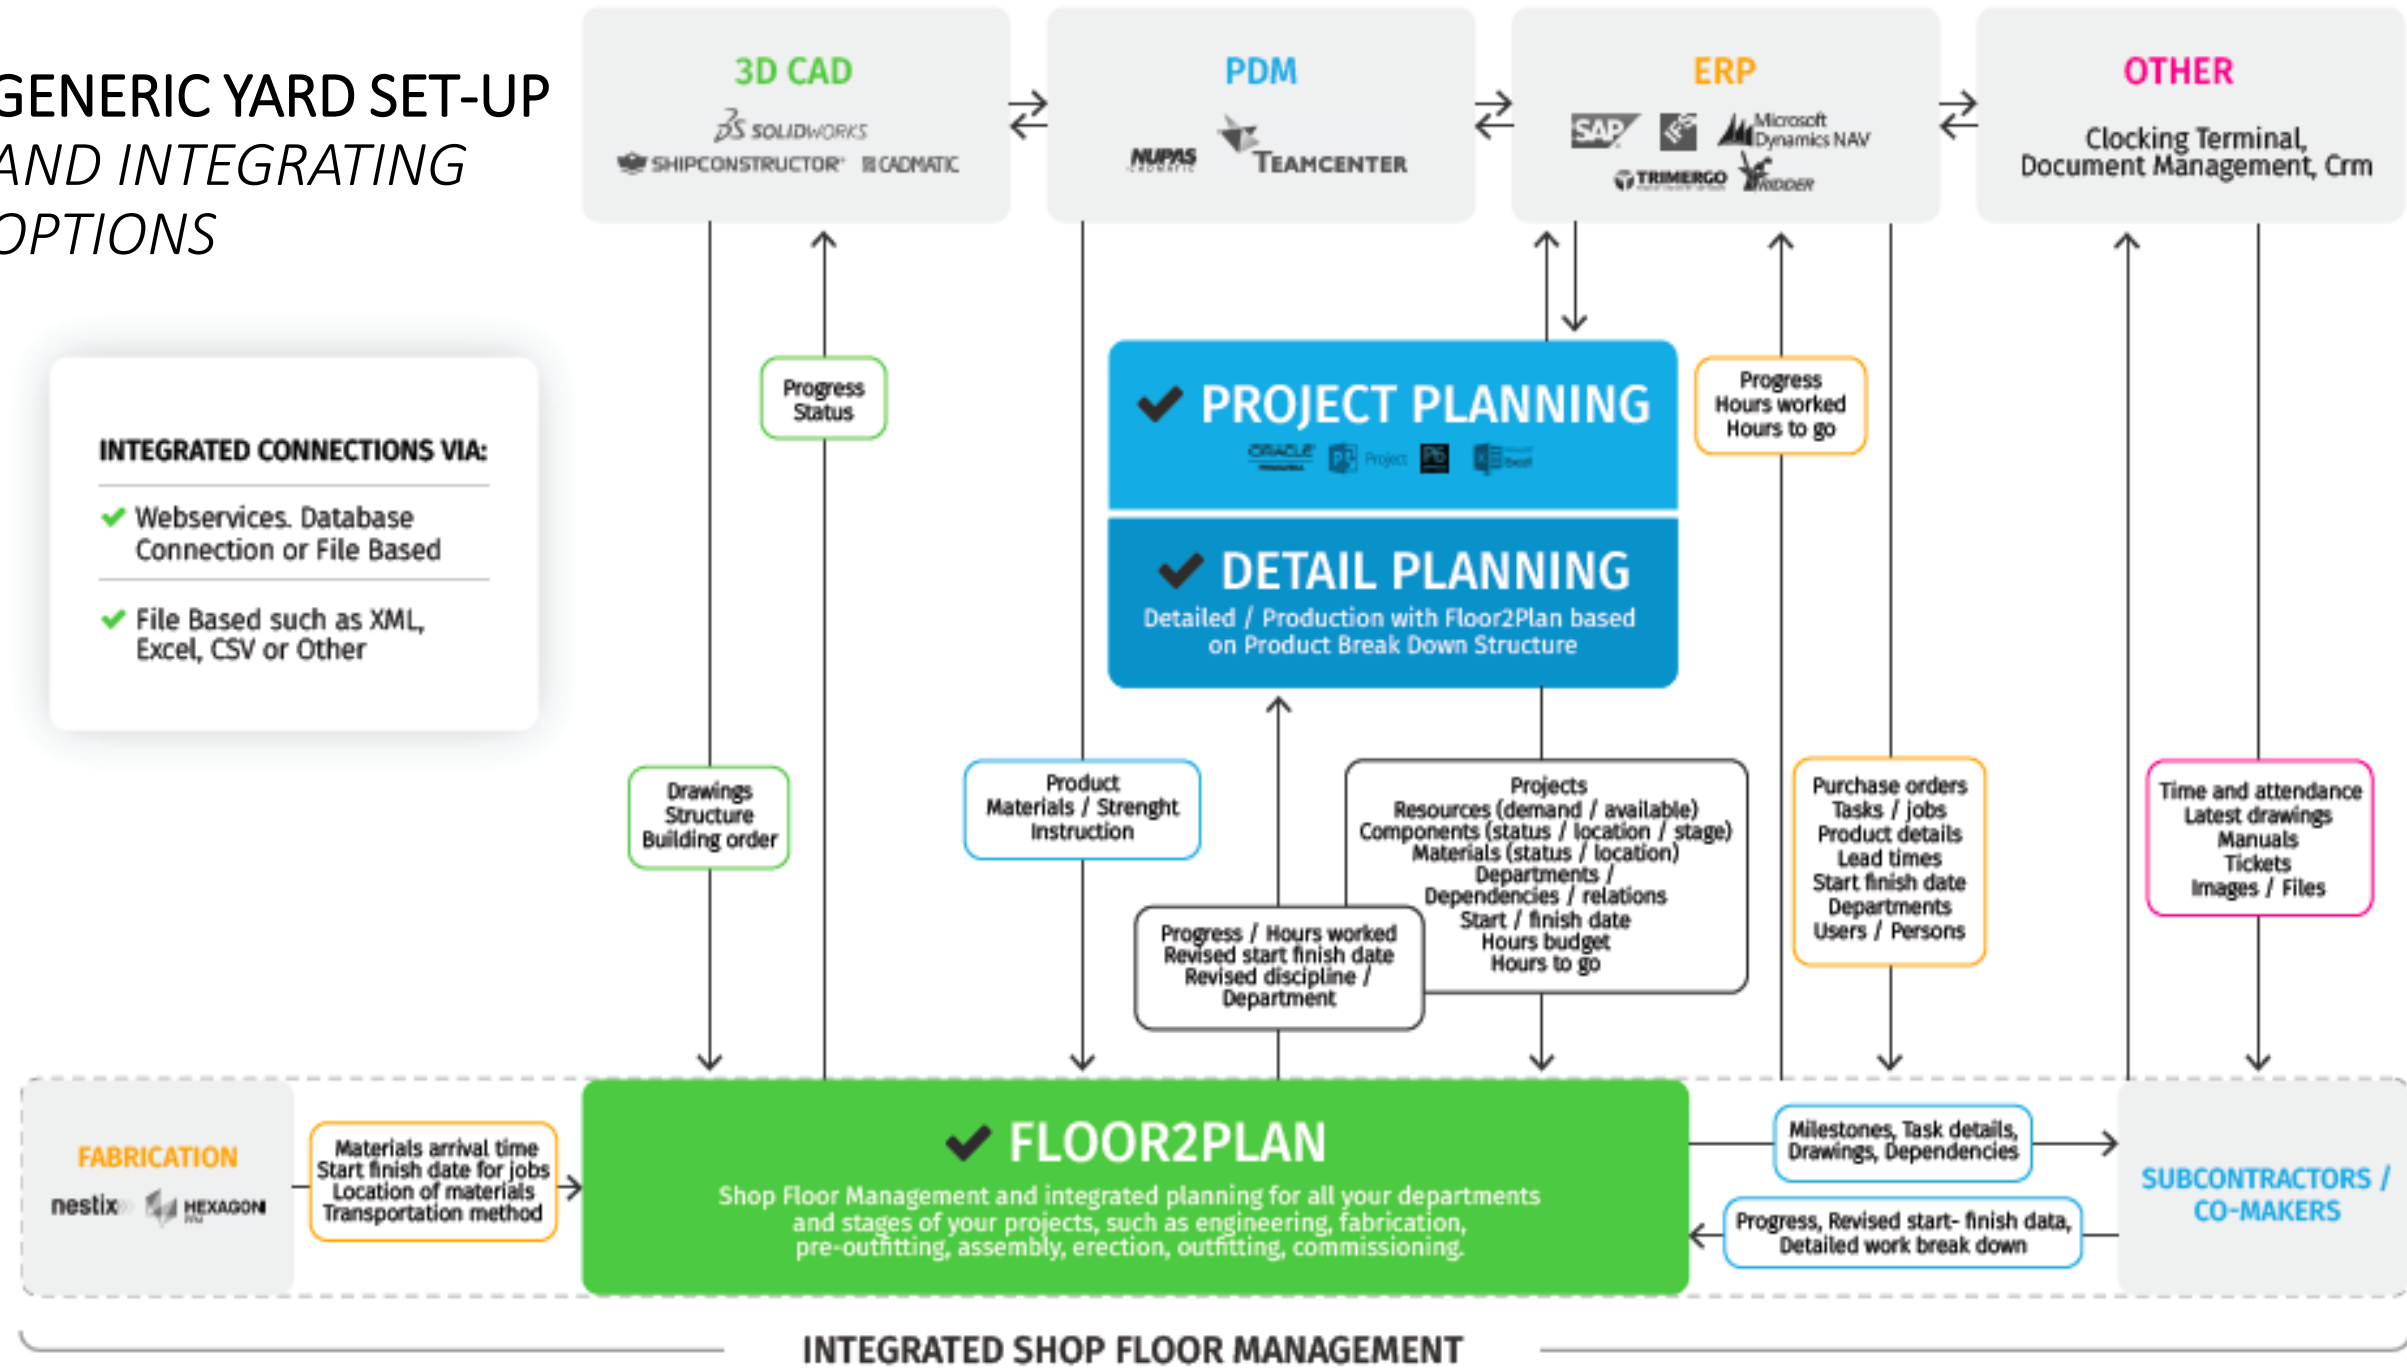 GENERIC YARD SET-UP
AND INTEGRATING
OPTIONS
3D CAD
SOLIDWORKS
SHIPCONSTRUCTOR
CADMATIC
PDM
NUPAS
TEAMCENTER
ERP
SAP
IFS
Microsoft
Dynamics NAV
TRIMERGO
RIDDER
OTHER
Clocking Terminal,
Document Management, Crm
INTEGRATED CONNECTIONS VIA:
Webservices. Database
Connection or File Based
File Based such as XML,
Excel, CSV or Other
Progress
Status
PROJECT PLANNING
ORACLE
Project
P6
Excel
DETAIL PLANNING
Detailed / Production with Floor2Plan based
on Product Break Down Structure
Progress
Hours worked
Hours to go
Drawings
Structure
Building order
Product
Materials / Strenght
Instruction
Progress / Hours worked
Revised start finish date
Revised discipline /
Department
Projects
Resources (demand / available)
Components (status / location / stage)
Materials (status / location)
Departments /
Dependencies / relations
Start / finish date
Hours budget
Hours to go
Purchase orders
Tasks / jobs
Product details
Lead times
Start finish date
Departments
Users / Persons
Time and attendance
Latest drawings
Manuals
Tickets
Images / Files
FABRICATION
nestix
HEXAGON
Materials arrival time
Start finish date for jobs
Location of materials
Transportation method
FLOOR2PLAN
Shop Floor Management and integrated planning for all your departments
and stages of your projects, such as engineering, fabrication,
pre-outfitting, assembly, erection, outfitting, commissioning.
Milestones, Task details,
Drawings, Dependencies
Progress, Revised start- finish data,
Detailed work break down
SUBCONTRACTORS /
CO-MAKERS
INTEGRATED SHOP FLOOR MANAGEMENT